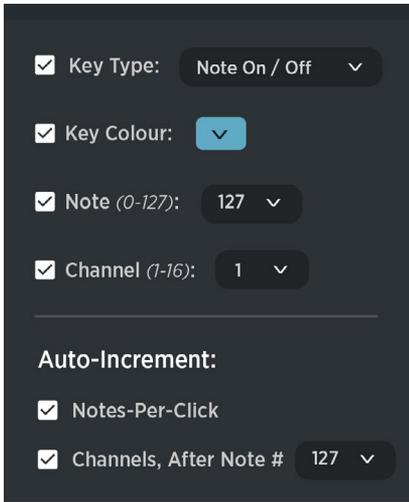 Key Type: Note On / Off
Key Colour:
Note (0-127): 127
Channel (1-16): 1
Auto-Increment:
Notes-Per-Click
Channels, After Note # 127